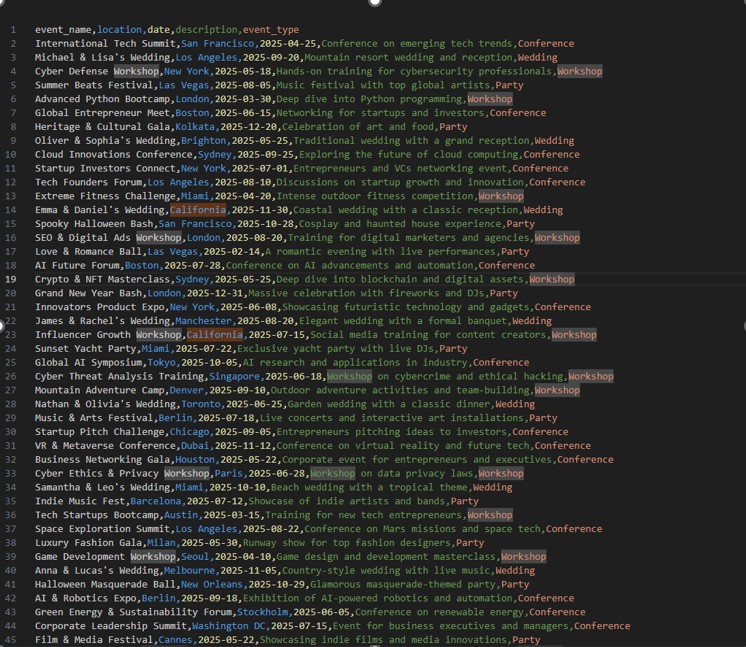 1 event_name,location,date,description,event_type
2 International Tech Summit,San Francisco,2025-04-25,Conference on emerging tech trends,Conference
3 Michael & Lisa's Wedding,Los Angeles,2025-09-20,Mountain resort wedding and reception,Wedding
4 Cyber Defense Workshop,New York,2025-05-18,Hands-on training for cybersecurity professionals,Workshop
5 Summer Beats Festival,Las Vegas,2025-08-05,Music festival with top global artists,Party
6 Advanced Python Bootcamp,London,2025-03-30,Deep dive into Python programming,Workshop
7 Global Entrepreneur Meet,Boston,2025-06-15,Networking for startups and investors,Conference
8 Heritage & Cultural Gala,Kolkata,2025-12-20,Celebration of art and food,Party
9 Oliver & Sophia's Wedding,Brighton,2025-05-25,Traditional wedding with a grand reception,Wedding
10 Cloud Innovations Conference,Sydney,2025-09-25,Exploring the future of cloud computing,Conference
11 Startup Investors Connect,New York,2025-07-01,Entrepreneurs and VCs networking event,Conference
12 Tech Founders Forum,Los Angeles,2025-08-10,Discussions on startup growth and innovation,Conference
13 Extreme Fitness Challenge,Miami,2025-04-20,Intense outdoor fitness competition,Workshop
14 Emma & Daniel's Wedding,California,2025-11-30,Coastal wedding with a classic reception,Wedding
15 Spooky Halloween Bash,San Francisco,2025-10-28,Cosplay and haunted house experience,Party
16 SEO & Digital Ads Workshop,London,2025-08-20,Training for digital marketers and agencies,Workshop
17 Love & Romance Ball,Las Vegas,2025-02-14,A romantic evening with live performances,Party
18 AI Future Forum,Boston,2025-07-28,Conference on AI advancements and automation,Conference
19 Crypto & NFT Masterclass,Sydney,2025-05-25,Deep dive into blockchain and digital assets,Workshop
20 Grand New Year Bash,London,2025-12-31,Massive celebration with fireworks and DJs,Party
21 Innovators Product Expo,New York,2025-06-08,Showcasing futuristic technology and gadgets,Conference
22 James & Rachel's Wedding,Manchester,2025-08-20,Elegant wedding with a formal banquet,Wedding
23 Influencer Growth Workshop,California,2025-07-15,Social media training for content creators,Workshop
24 Sunset Yacht Party,Miami,2025-07-22,Exclusive yacht party with live DJs,Party
25 Global AI Symposium,Tokyo,2025-10-05,AI research and applications in industry,Conference
26 Cyber Threat Analysis Training,Singapore,2025-06-18,Workshop on cybercrime and ethical hacking,Workshop
27 Mountain Adventure Camp,Denver,2025-09-10,Outdoor adventure activities and team-building,Workshop
28 Nathan & Olivia's Wedding,Toronto,2025-06-25,Garden wedding with a classic dinner,Wedding
29 Music & Arts Festival,Berlin,2025-07-18,Live concerts and interactive art installations,Party
30 Startup Pitch Challenge,Chicago,2025-09-05,Entrepreneurs pitching ideas to investors,Conference
31 VR & Metaverse Conference,Dubai,2025-11-12,Conference on virtual reality and future tech,Conference
32 Business Networking Gala,Houston,2025-05-22,Corporate event for entrepreneurs and executives,Conference
33 Cyber Ethics & Privacy Workshop,Paris,2025-06-28,Workshop on data privacy laws,Workshop
34 Samantha & Leo's Wedding,Miami,2025-10-10,Beach wedding with a tropical theme,Wedding
35 Indie Music Fest,Barcelona,2025-07-12,Showcase of indie artists and bands,Party
36 Tech Startups Bootcamp,Austin,2025-03-15,Training for new tech entrepreneurs,Workshop
37 Space Exploration Summit,Los Angeles,2025-08-22,Conference on Mars missions and space tech,Conference
38 Luxury Fashion Gala,Milan,2025-05-30,Runway show for top fashion designers,Party
39 Game Development Workshop,Seoul,2025-04-10,Game design and development masterclass,Workshop
40 Anna & Lucas's Wedding,Melbourne,2025-11-05,Country-style wedding with live music,Wedding
41 Halloween Masquerade Ball,New Orleans,2025-10-29,Glamorous masquerade-themed party,Party
42 AI & Robotics Expo,Berlin,2025-09-18,Exhibition of AI-powered robotics and automation,Conference
43 Green Energy & Sustainability Forum,Stockholm,2025-06-05,Conference on renewable energy,Conference
44 Corporate Leadership Summit,Washington DC,2025-07-15,Event for business executives and managers,Conference
45 Film & Media Festival,Cannes,2025-05-22,Showcasing indie films and media innovations,Party